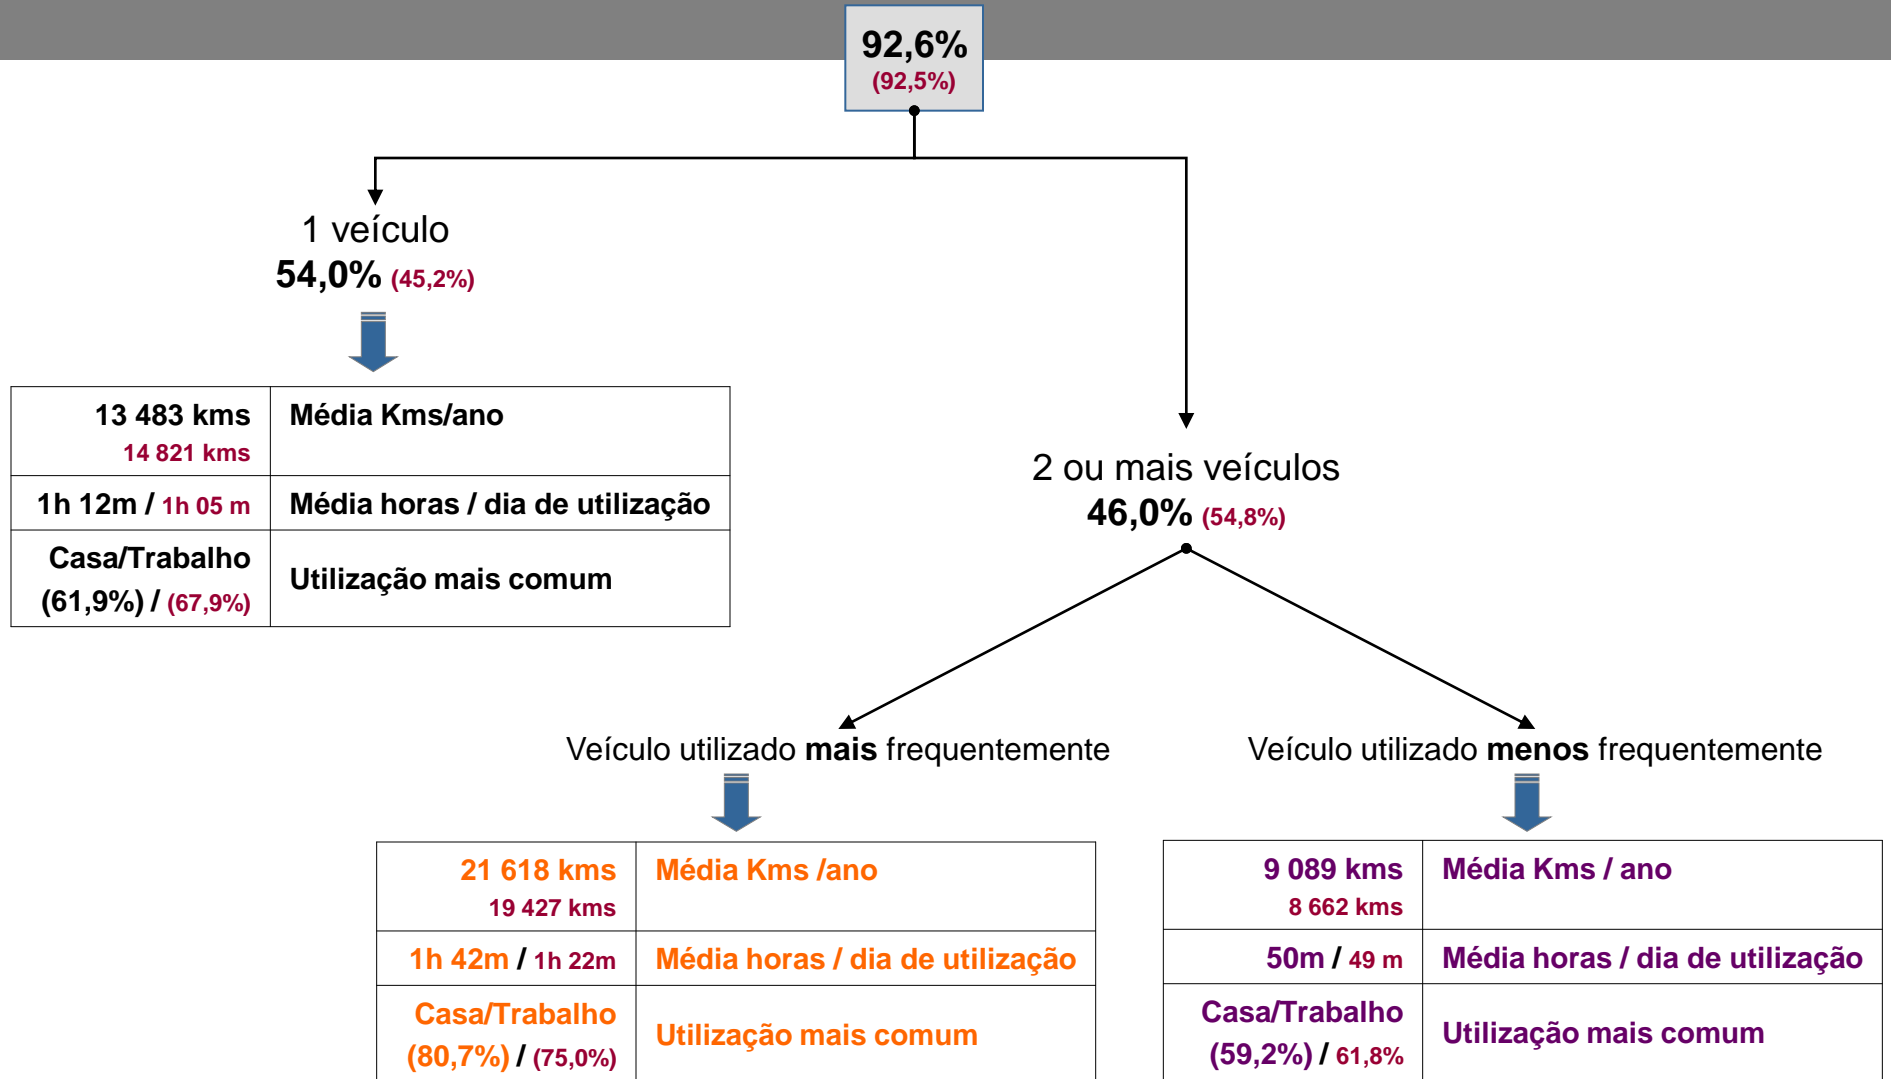 92,6%
(92,5%)
1 veículo
54,0% (45,2%)
13 483 kms
14 821 kms
Média Kms/ano
1h 12m / 1h 05 m
Média horas / dia de utilização
Casa/Trabalho
(61,9%) / (67,9%)
Utilização mais comum
2 ou mais veículos
46,0% (54,8%)
Veículo utilizado mais frequentemente
21 618 kms
19 427 kms
Média Kms /ano
1h 42m / 1h 22m
Média horas / dia de utilização
Casa/Trabalho
(80,7%) / (75,0%)
Utilização mais comum
Veículo utilizado menos frequentemente
9 089 kms
8 662 kms
Média Kms / ano
50m / 49 m
Média horas / dia de utilização
Casa/Trabalho
(59,2%) / 61,8%
Utilização mais comum